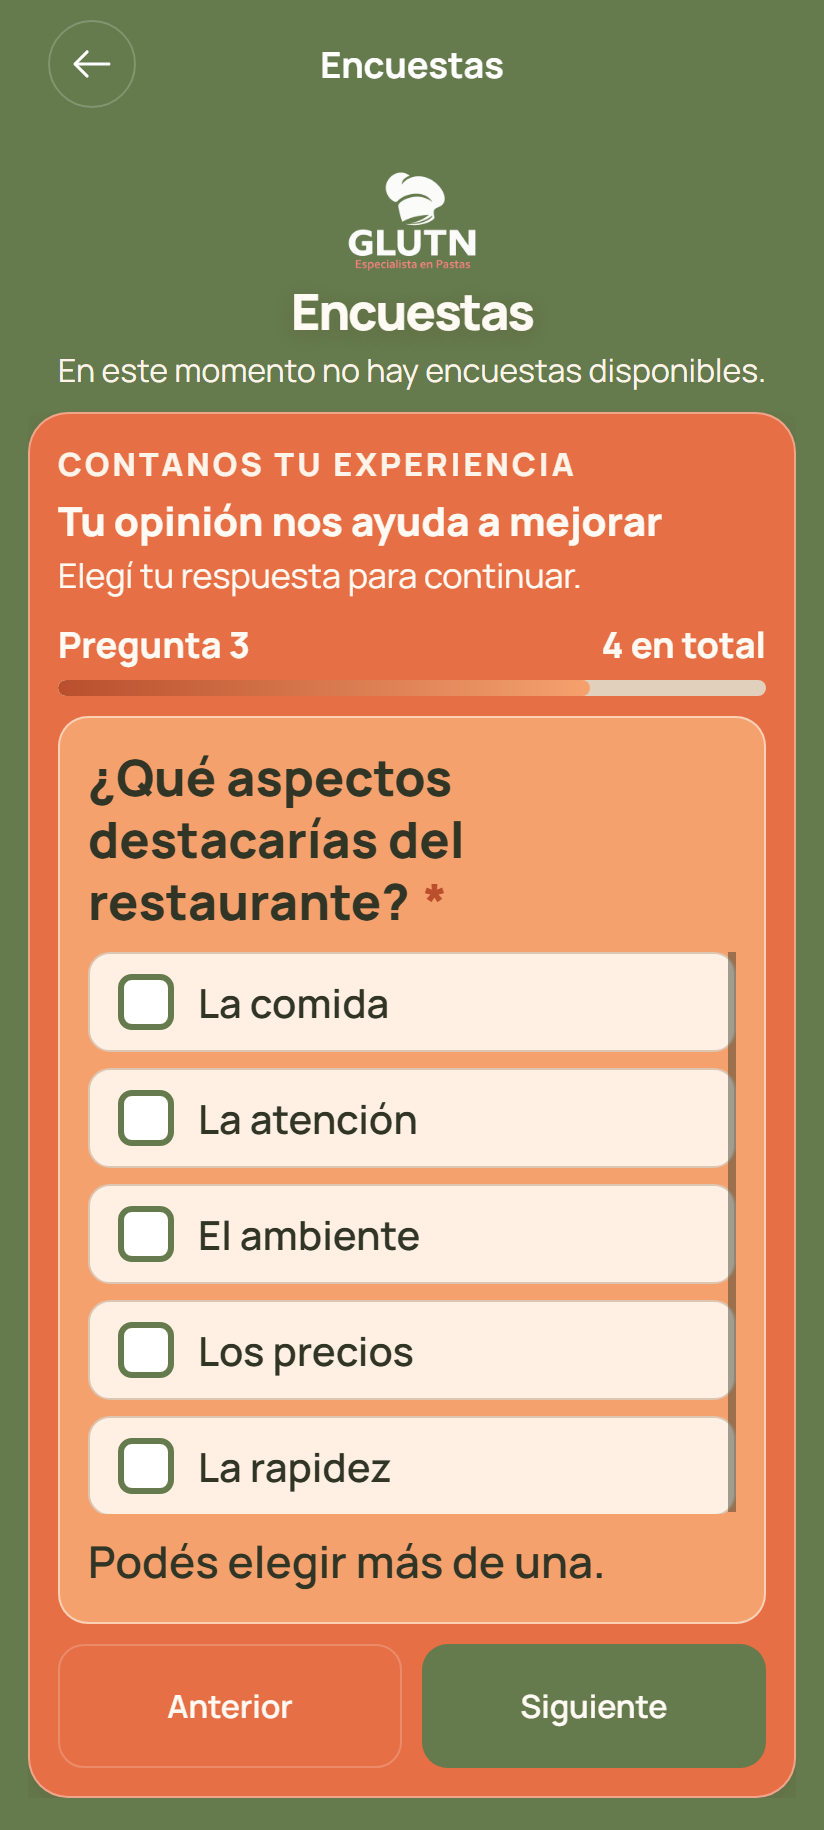 Encuestas
GLUTN
Especialista en Pastas
Encuestas
En este momento no hay encuestas disponibles.
CONTANOS TU EXPERIENCIA
Tu opinión nos ayuda a mejorar
Elegí tu respuesta para continuar.
Pregunta 3
4 en total
¿Qué aspectos
destacarías del
restaurante? *
La comida
La atención
El ambiente
Los precios
La rapidez
Podés elegir más de una.
Anterior
Siguiente